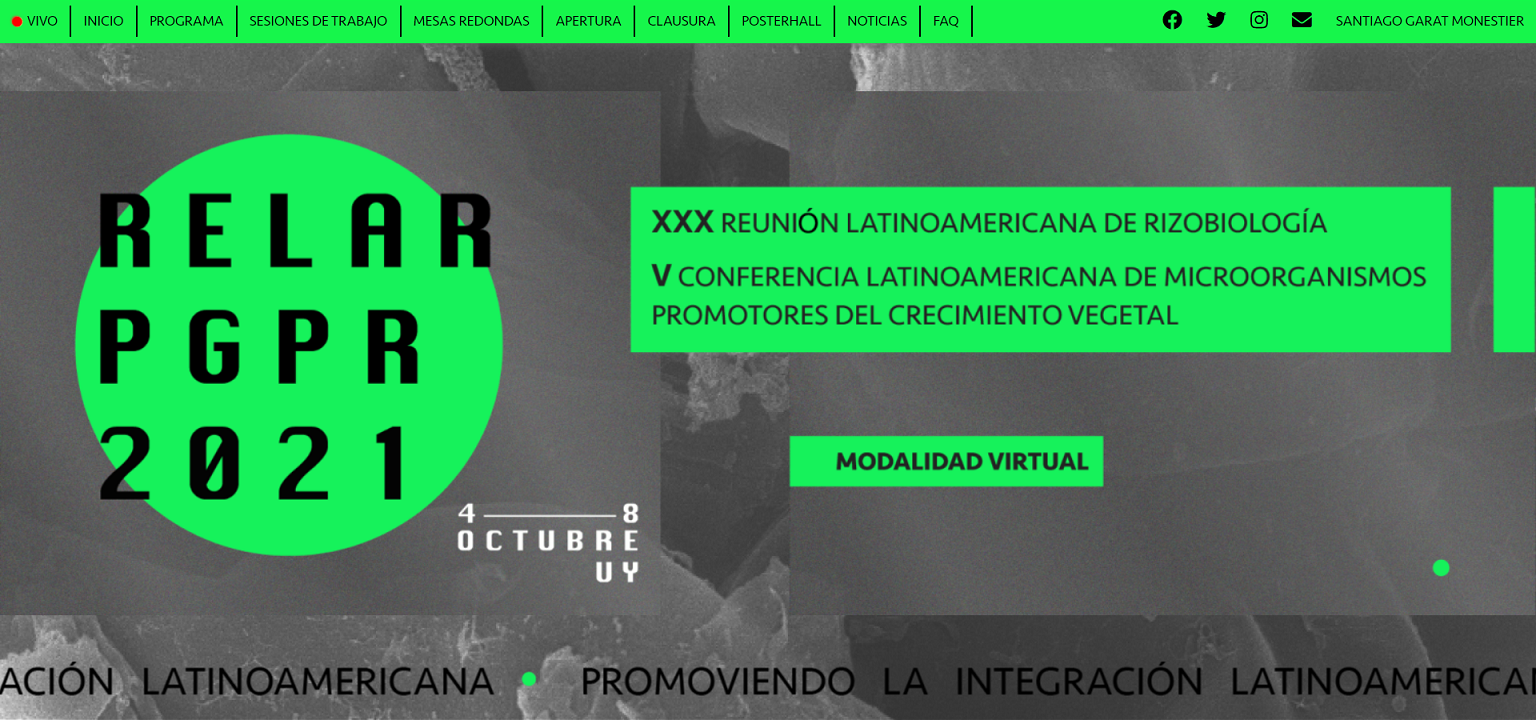 VIVO INICIO PROGRAMA SESIONES DE TRABAJO MESAS REDONDAS APERTURA CLAUSURA POSTERHALL NOTICIAS FAQ SANTIAGO GARAT MONESTIER
RELAR
PGPR
2021
4 8
OCTUBRE
UY
XXX REUNIÓN LATINOAMERICANA DE RIZOBIOLOGÍA
V CONFERENCIA LATINOAMERICANA DE MICROORGANISMOS
PROMOTORES DEL CRECIMIENTO VEGETAL
MODALIDAD VIRTUAL
ACIÓN LATINOAMERICANA PROMOVIENDO LA INTEGRACIÓN LATINOAMERICA